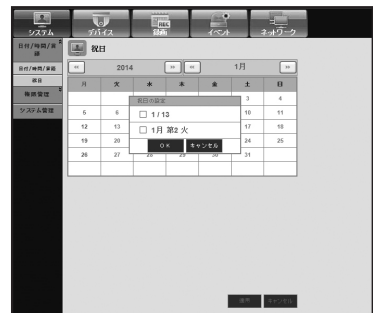 システム デバイス REC 録画 イベント ネットワーク
日付/時間/言語
祝日
日付/時間/言語
祝日
権限管理
システム管理
<< 2014 >> << 1月 >>
月 火 水 木 金 土 日
祝日の設定
3 4
5 6 10 11
1 / 13
12 13 17 18
1月 第2 火
19 20 24 25
OK キャンセル
26 27 28 29 30 31
適用 キャンセル